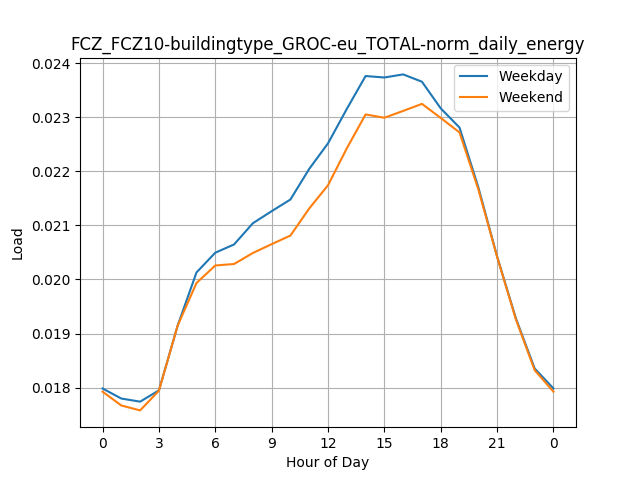 FCZ_FCZ10-buildingtype_GROC-eu_TOTAL-norm_daily_energy
Weekday
Weekend
0.024
0.023
0.022
0.021
0.020
0.019
0.018
Load
0 3 6 9 12 15 18 21 0
Hour of Day